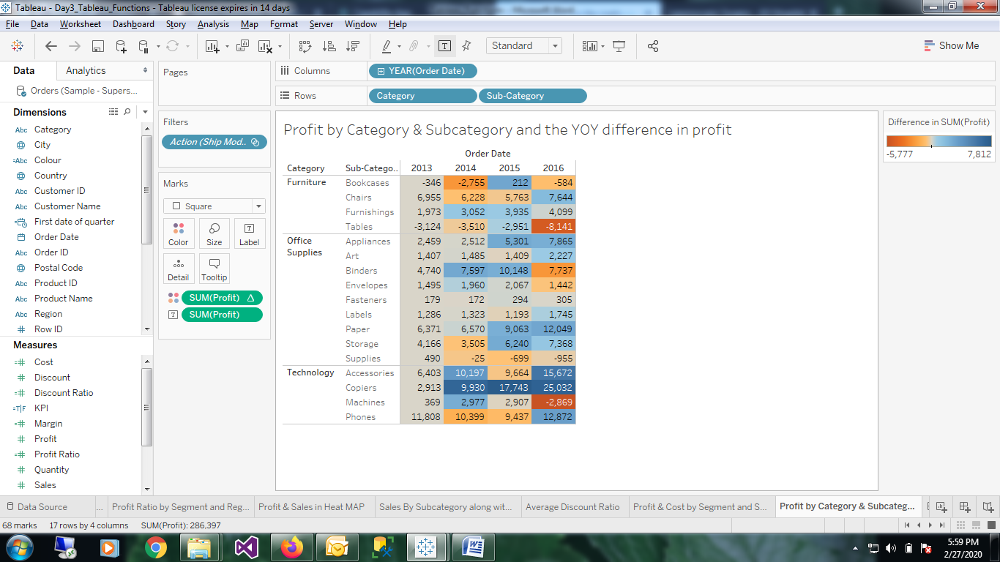 Tableau - Day3_Tableau_Functions - Tableau license expires in 14 days
File Data Worksheet Dashboard Story Analysis Map Format Server Window Help
Standard
Show Me
Data Analytics
Orders (Sample - Supers...
Dimensions
Abc Category
City
=Abc Colour
Country
Abc Customer ID
Abc Customer Name
First date of quarter
Order Date
Abc Order ID
Postal Code
Abc Product ID
Abc Product Name
Abc Region
# Row ID
Measures
=# Cost
# Discount
=# Discount Ratio
=T|F KPI
=# Margin
# Profit
=# Profit Ratio
# Quantity
# Sales
Pages
Filters
Action (Ship Mod..
Marks
Square
Color Size Label
Detail Tooltip
SUM(Profit) Δ
SUM(Profit)
Columns YEAR(Order Date)
Rows Category Sub-Category
Profit by Category & Subcategory and the YOY difference in profit
Order Date
Category Sub-Catego.. 2013 2014 2015 2016
Furniture Bookcases -346 -2,755 212 -584
Chairs 6,955 6,228 5,763 7,644
Furnishings 1,973 3,052 3,935 4,099
Tables -3,124 -3,510 -2,951 -8,141
Office Supplies Appliances 2,459 2,512 5,301 7,865
Art 1,407 1,485 1,409 2,227
Binders 4,740 7,597 10,148 7,737
Envelopes 1,495 1,960 2,067 1,442
Fasteners 179 172 294 305
Labels 1,286 1,323 1,193 1,745
Paper 6,371 6,570 9,063 12,049
Storage 4,166 3,505 6,240 7,368
Supplies 490 -25 -699 -955
Technology Accessories 6,403 10,197 9,664 15,672
Copiers 2,913 9,930 17,743 25,032
Machines 369 2,977 2,907 -2,869
Phones 11,808 10,399 9,437 12,872
Difference in SUM(Profit)
-5,777 7,812
Data Source ... Profit Ratio by Segment and Reg... Profit & Sales in Heat MAP Sales By Subcategory along wit... Average Discount Ratio Profit & Cost by Segment and S... Profit by Category & Subcateg...
68 marks 17 rows by 4 columns SUM(Profit): 286,397
5:59 PM
2/27/2020